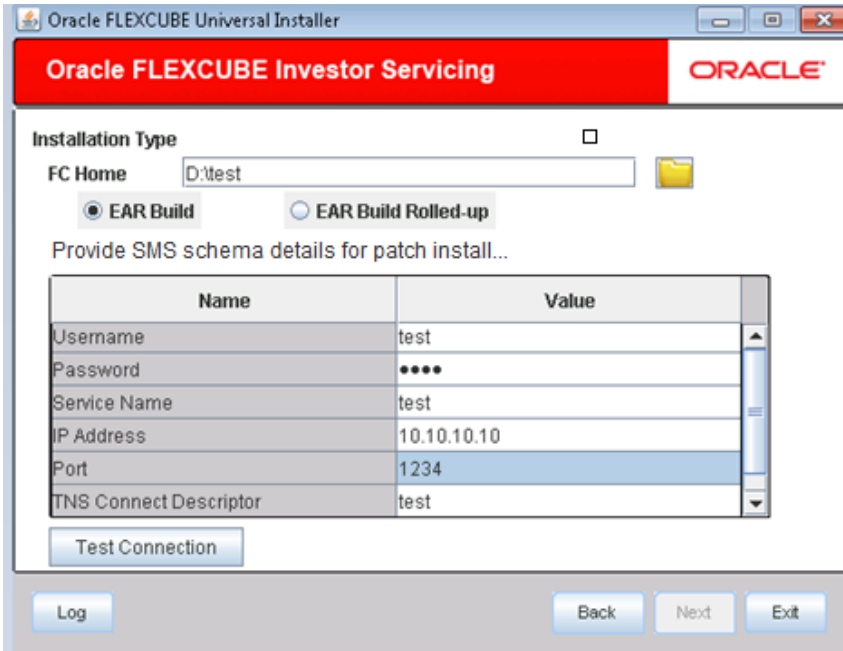 Oracle FLEXCUBE Universal Installer
Oracle FLEXCUBE Investor Servicing
ORACLE
Installation Type
FC Home D:\test
EAR Build EAR Build Rolled-up
Provide SMS schema details for patch install...
Name Value
Username test
Password ••••
Service Name test
IP Address 10.10.10.10
Port 1234
TNS Connect Descriptor test
Test Connection
Log Back Next Exit